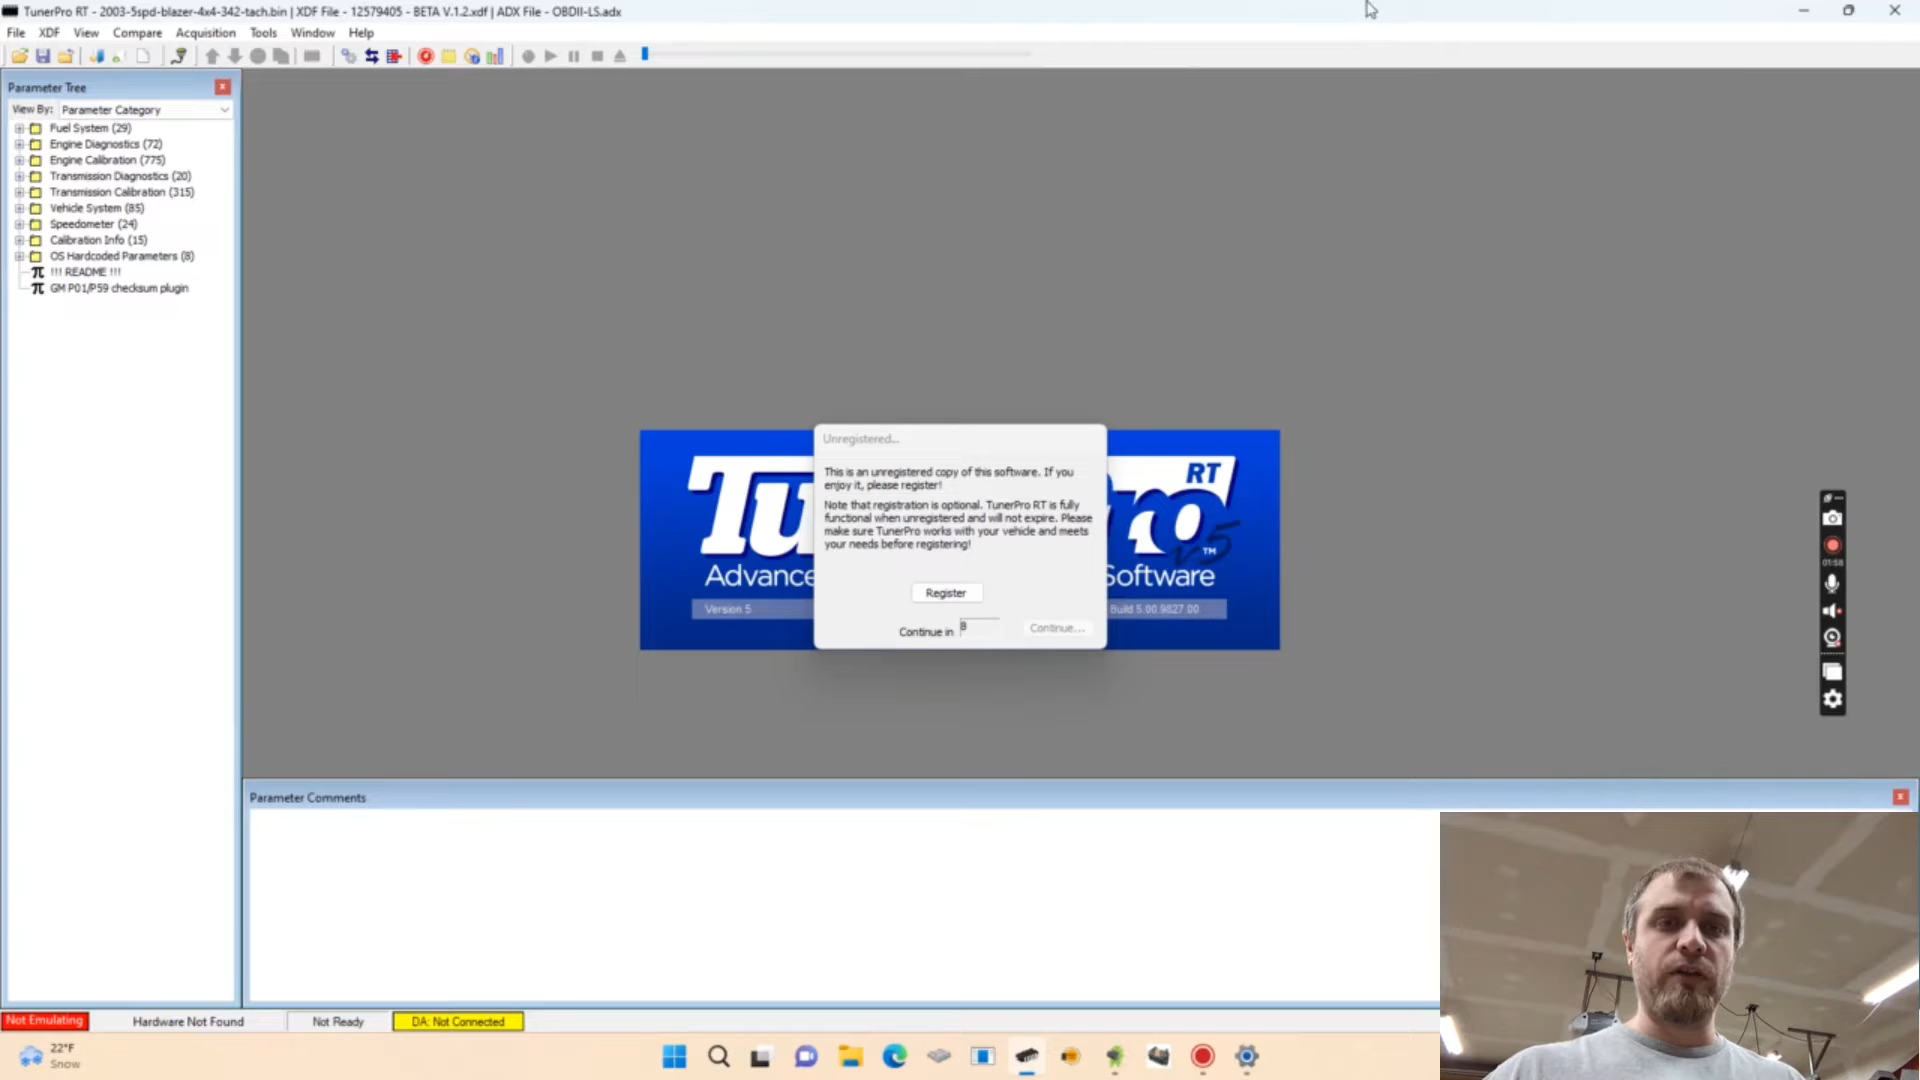 TunerPro RT - 2003-5spd-blazer-4x4-342-tach.bin | XDF File - 12579405 - BETA V.1.2.xdf | ADX File - OBDII-LS.adx
File XDF View Compare Acquisition Tools Window Help
Parameter Tree
View By: Parameter Category
Fuel System (29)
Engine Diagnostics (72)
Engine Calibration (775)
Transmission Diagnostics (20)
Transmission Calibration (315)
Vehicle System (85)
Speedometer (24)
Calibration Info (15)
OS Hardcoded Parameters (8)
!!! README !!!
GM P01/P59 checksum plugin
Unregistered...
This is an unregistered copy of this software. If you
enjoy it, please register!
Note that registration is optional. TunerPro RT is fully
functional when unregistered and will not expire. Please
make sure TunerPro works with your vehicle and meets
your needs before registering!
Register
Continue in 8 Continue...
Tu ro RT
v5 TM
Advance Software
Version 5 Build 5.00.9827.00
01:58
Parameter Comments
Not Emulating Hardware Not Found Not Ready DA: Not Connected
22°F
Snow